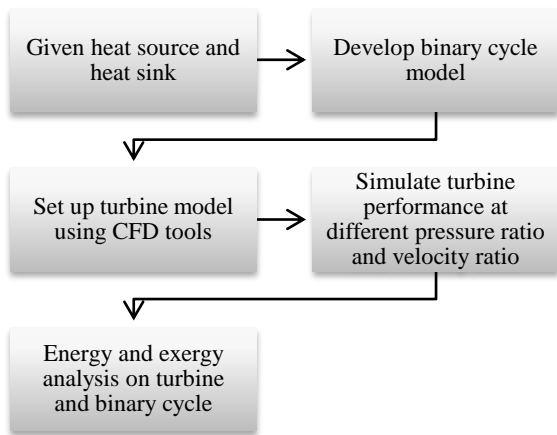 Given heat source and
heat sink
Develop binary cycle
model
Set up turbine model
using CFD tools
Simulate turbine
performance at
different pressure ratio
and velocity ratio
Energy and exergy
analysis on turbine
and binary cycle